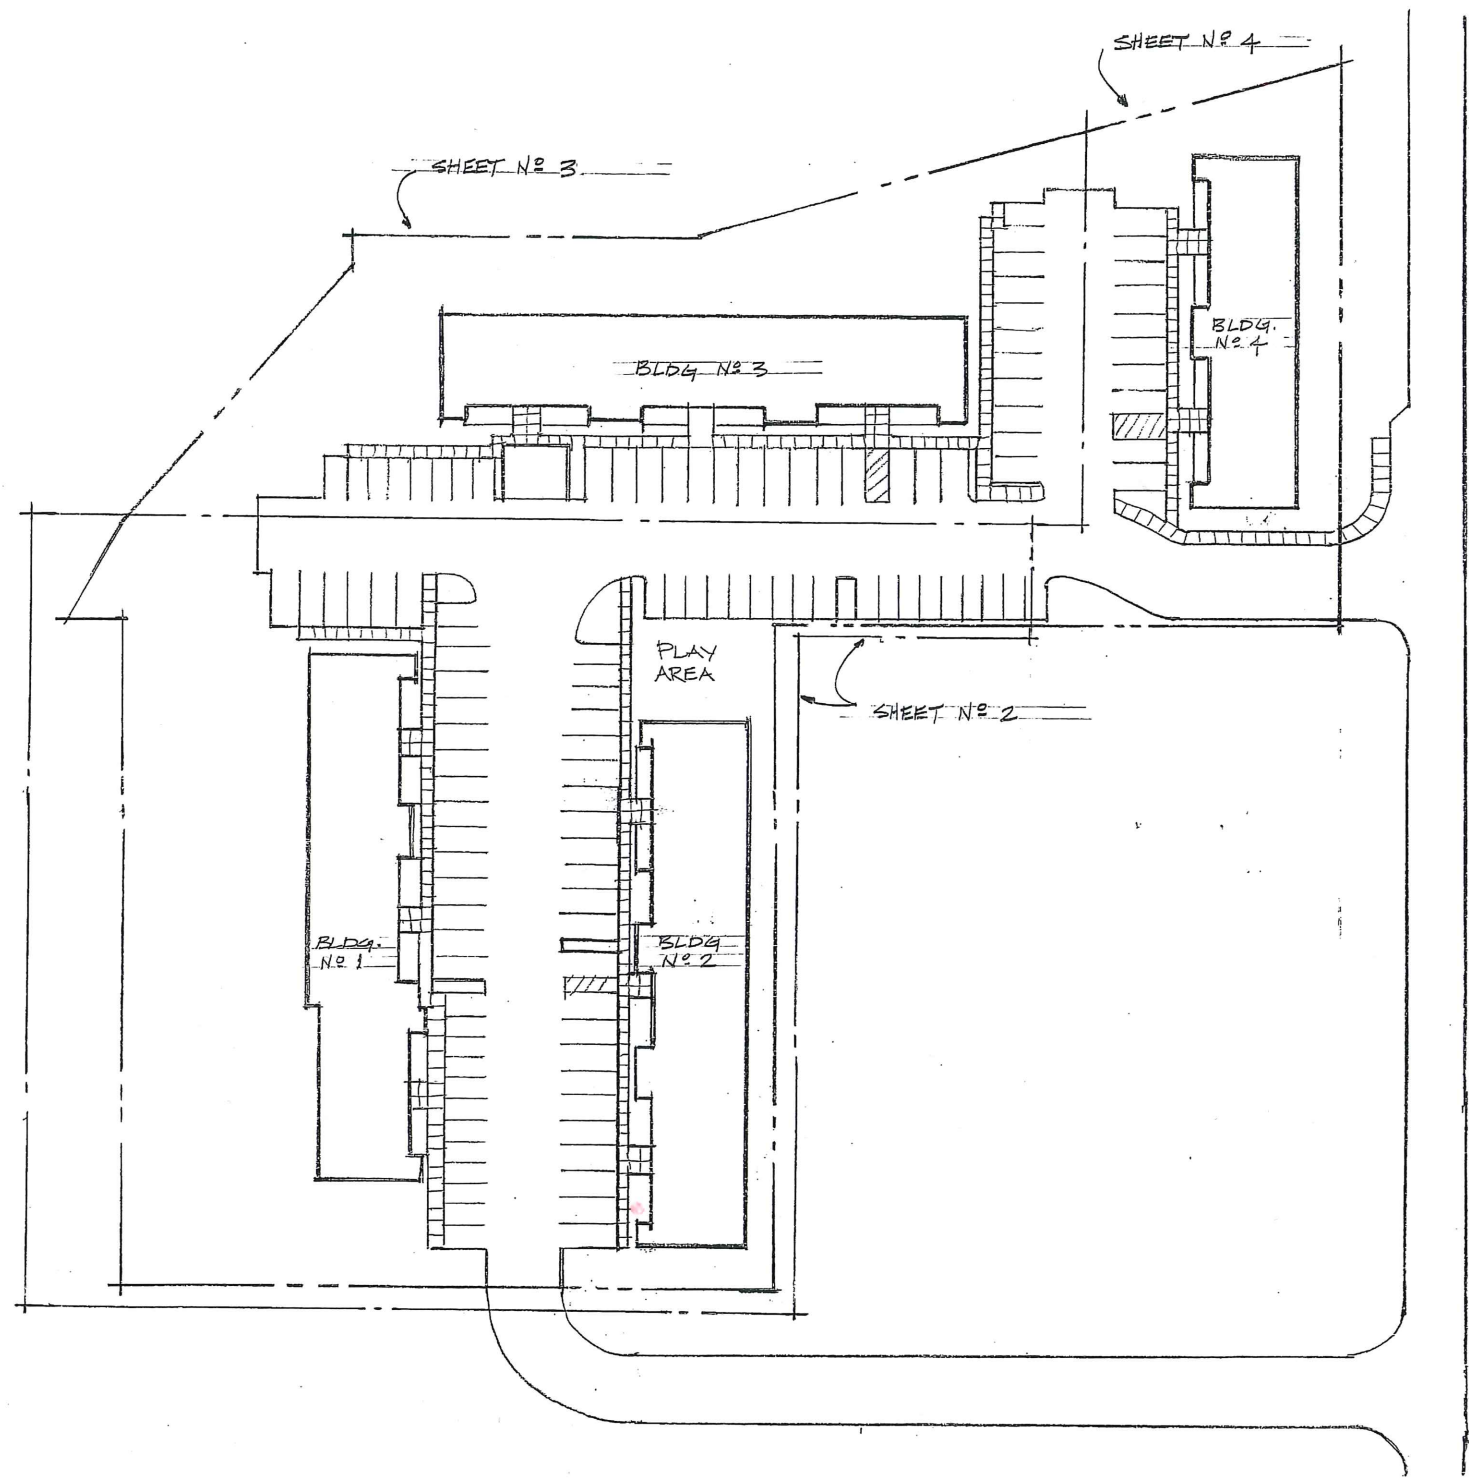 SHEET Nº 4
SHEET Nº 3
BLDG.
Nº 4
BLDG Nº 3
PLAY
AREA
SHEET Nº 2
BLDG.
Nº 1
BLDG
Nº 2